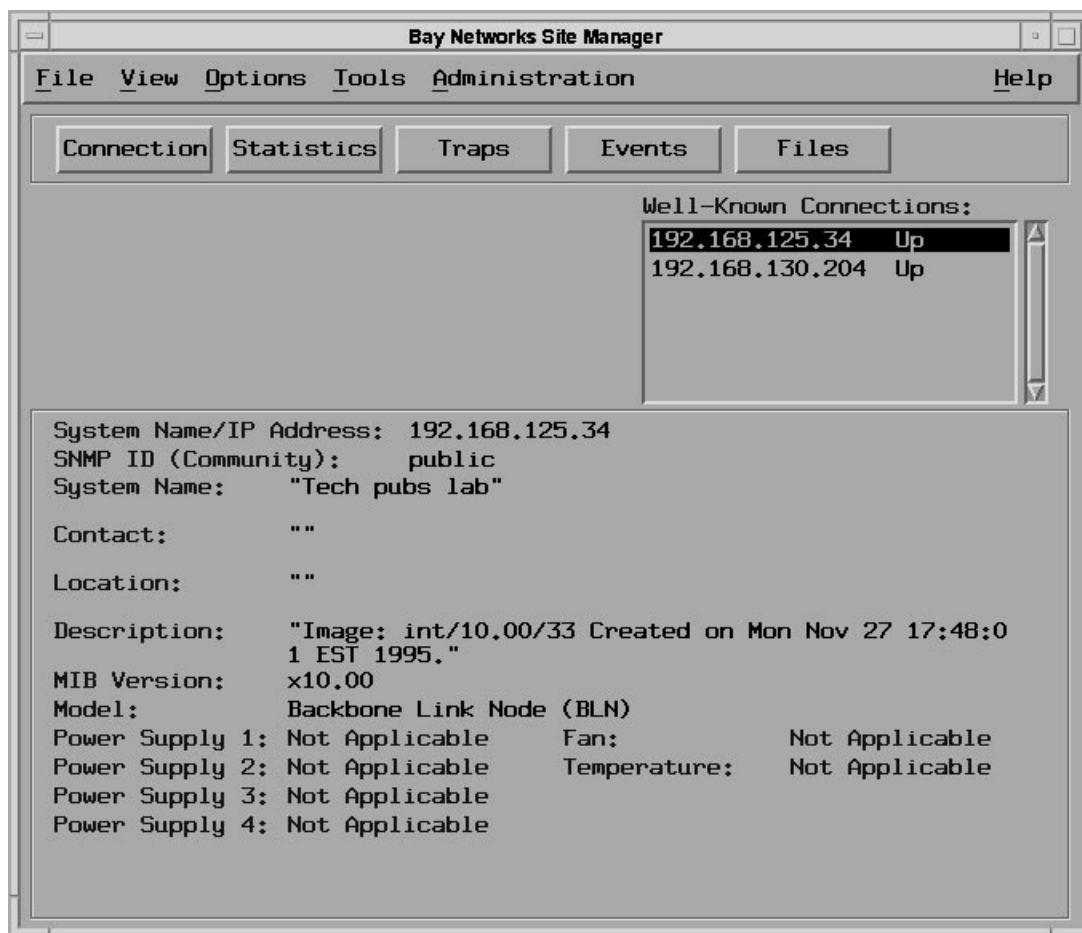 Bay Networks Site Manager
File View Options Tools Administration Help
Connection Statistics Traps Events Files
Well-Known Connections:
192.168.125.34 Up
192.168.130.204 Up
System Name/IP Address: 192.168.125.34
SNMP ID (Community): public
System Name: "Tech pubs lab"
Contact: ""
Location: ""
Description: "Image: int/10.00/33 Created on Mon Nov 27 17:48:0
1 EST 1995."
MIB Version: x10.00
Model: Backbone Link Node (BLN)
Power Supply 1: Not Applicable Fan: Not Applicable
Power Supply 2: Not Applicable Temperature: Not Applicable
Power Supply 3: Not Applicable
Power Supply 4: Not Applicable